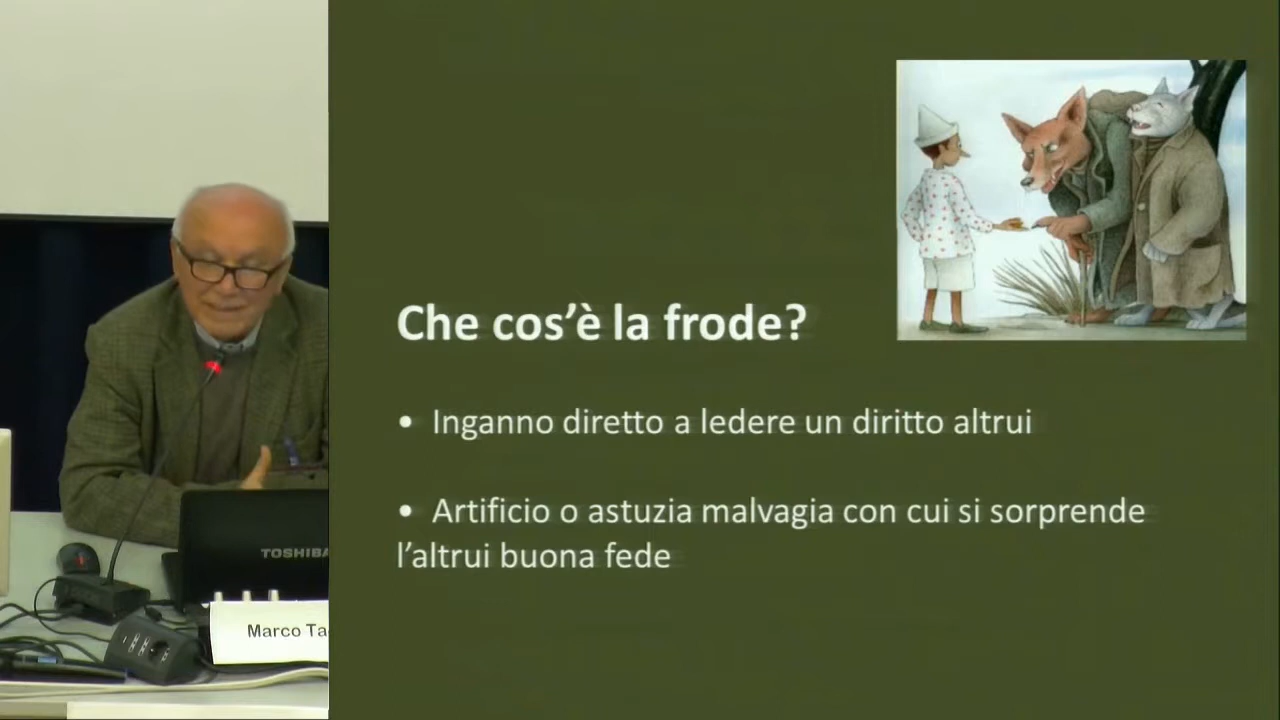 Che cos’è la frode?
• Inganno diretto a ledere un diritto altrui
• Artificio o astuzia malvagia con cui si sorprende
l’altrui buona fede
TOSHIBA
Marco